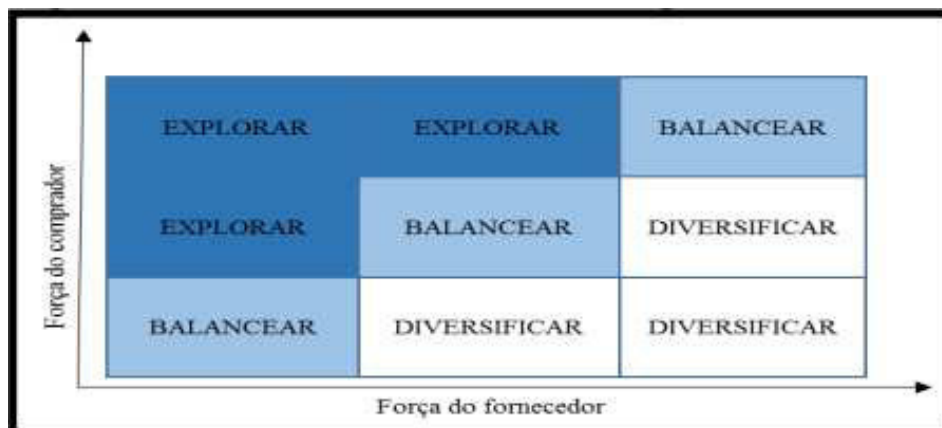 EXPLORAR EXPLORAR BALANCEAR
EXPLORAR BALANCEAR DIVERSIFICAR
BALANCEAR DIVERSIFICAR DIVERSIFICAR
Força do comprador
Força do fornecedor